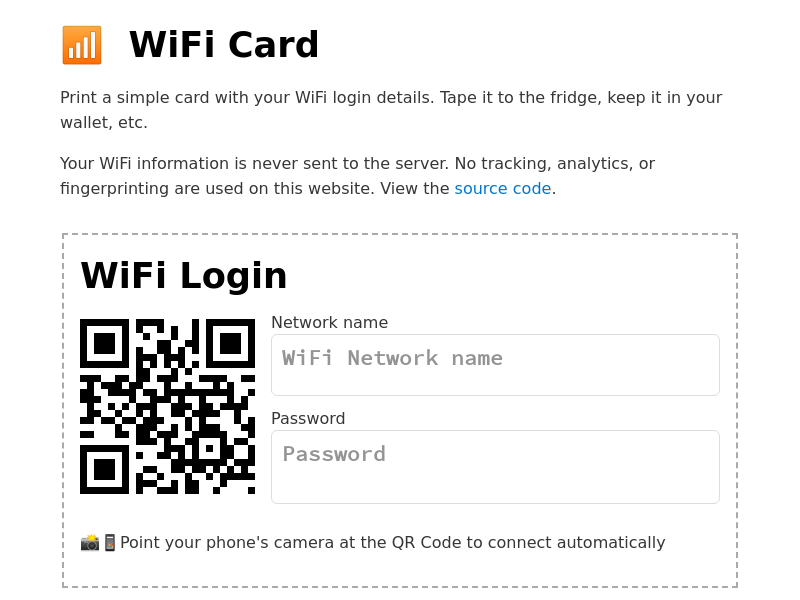 WiFi Card
Print a simple card with your WiFi login details. Tape it to the fridge, keep it in your
wallet, etc.
Your WiFi information is never sent to the server. No tracking, analytics, or
fingerprinting are used on this website. View the source code.
WiFi Login
Network name
WiFi Network name
Password
Password
Point your phone's camera at the QR Code to connect automatically